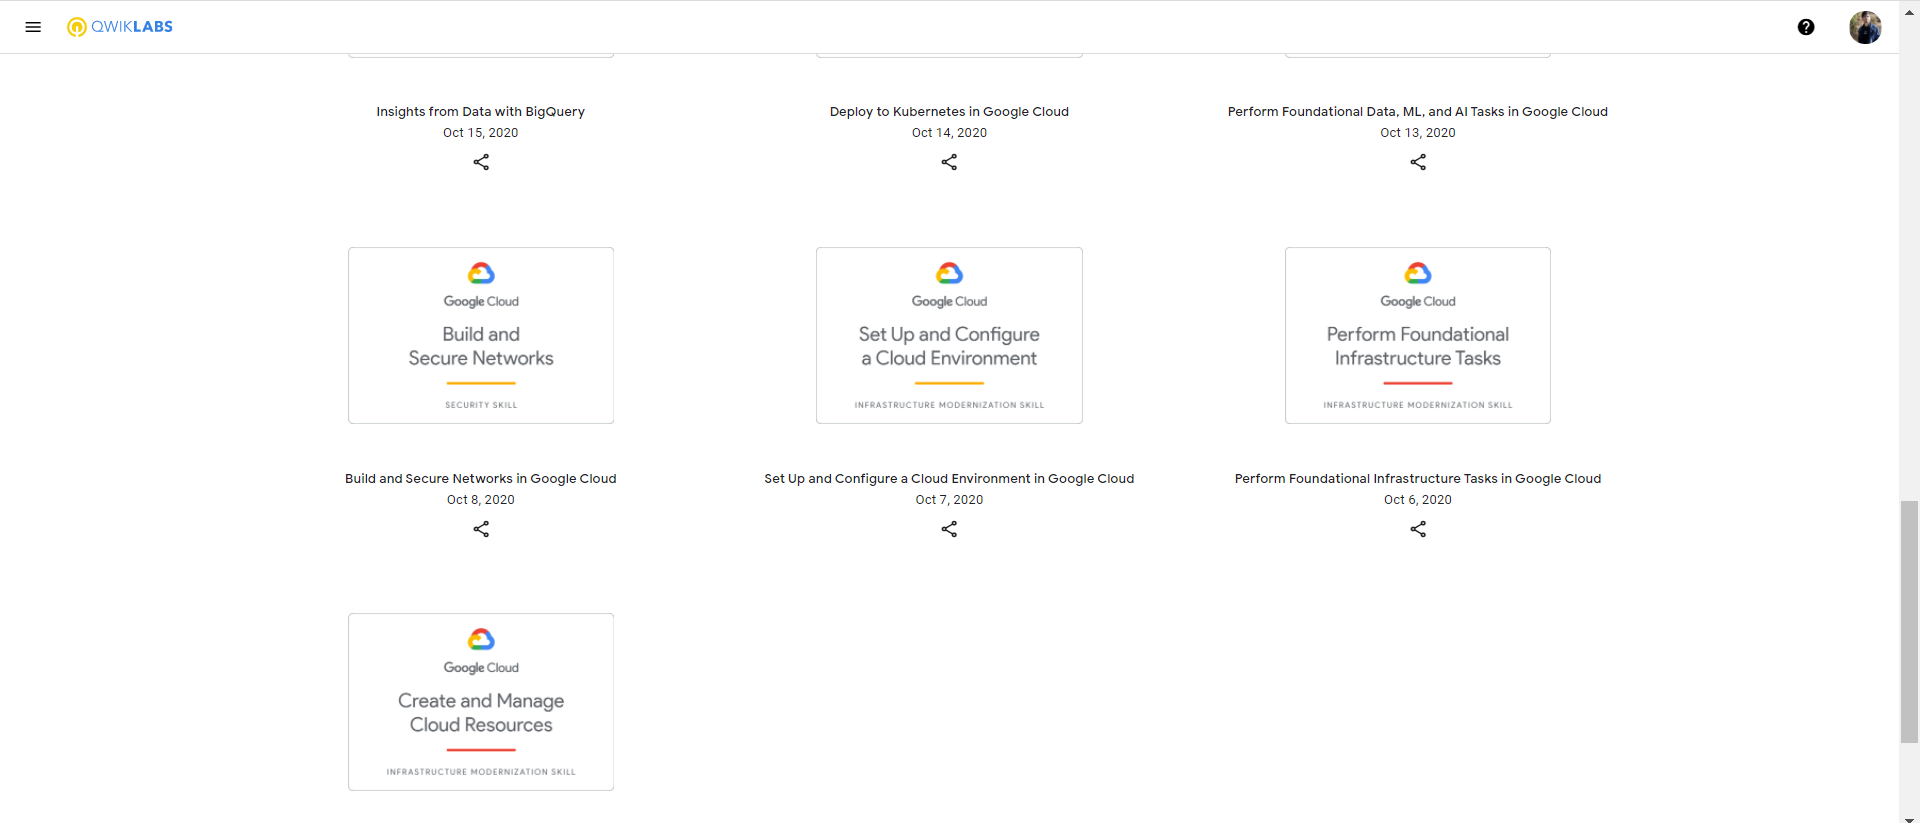 QWIKLABS
?
Insights from Data with BigQuery
Oct 15, 2020
Deploy to Kubernetes in Google Cloud
Oct 14, 2020
Perform Foundational Data, ML, and AI Tasks in Google Cloud
Oct 13, 2020
Google Cloud
Build and
Secure Networks
SECURITY SKILL
Build and Secure Networks in Google Cloud
Oct 8, 2020
Google Cloud
Set Up and Configure
a Cloud Environment
INFRASTRUCTURE MODERNIZATION SKILL
Set Up and Configure a Cloud Environment in Google Cloud
Oct 7, 2020
Google Cloud
Perform Foundational
Infrastructure Tasks
INFRASTRUCTURE MODERNIZATION SKILL
Perform Foundational Infrastructure Tasks in Google Cloud
Oct 6, 2020
Google Cloud
Create and Manage
Cloud Resources
INFRASTRUCTURE MODERNIZATION SKILL